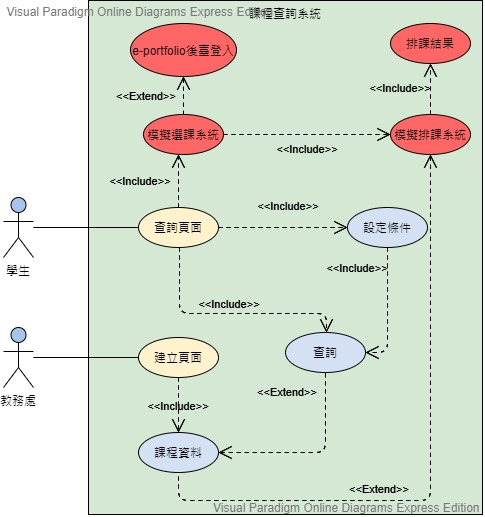 Visual Paradigm Online Diagrams Express Edition
課程查詢系統
e-portfolio後臺登入
排課結果
<<Extend>>
<<Include>>
模擬選課系統
模擬排課系統
<<Include>>
<<Include>>
查詢頁面
<<Include>>
設定條件
學生
<<Include>>
<<Include>>
建立頁面
查詢
教務處
<<Extend>>
<<Include>>
課程資料
<<Extend>>
Visual Paradigm Online Diagrams Express Edition